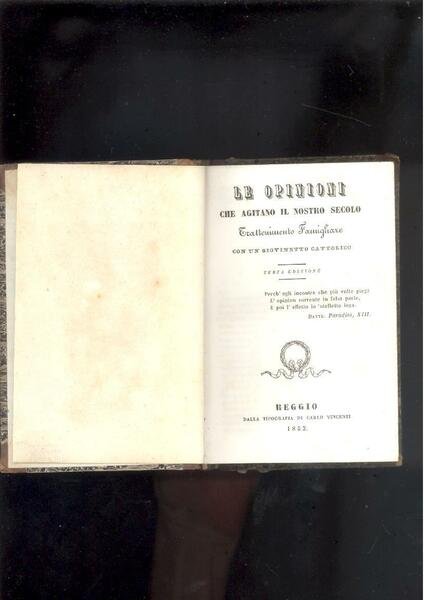 LE OPINIONI
CHE AGITANO IL NOSTRO SECOLO
Trattenimento Famigliare
CON UN GIOVINETTO CATTOLICO
TERZA EDIZIONE
Perch' egli incontra che più volte piega
L' opinion corrente in falsa parte,
E poi l' affetto lo 'ntelletto lega.
DANTE. Paradiso, XIII.
REGGIO
DALLA TIPOGRAFIA DI CARLO VINCENZI
1852.